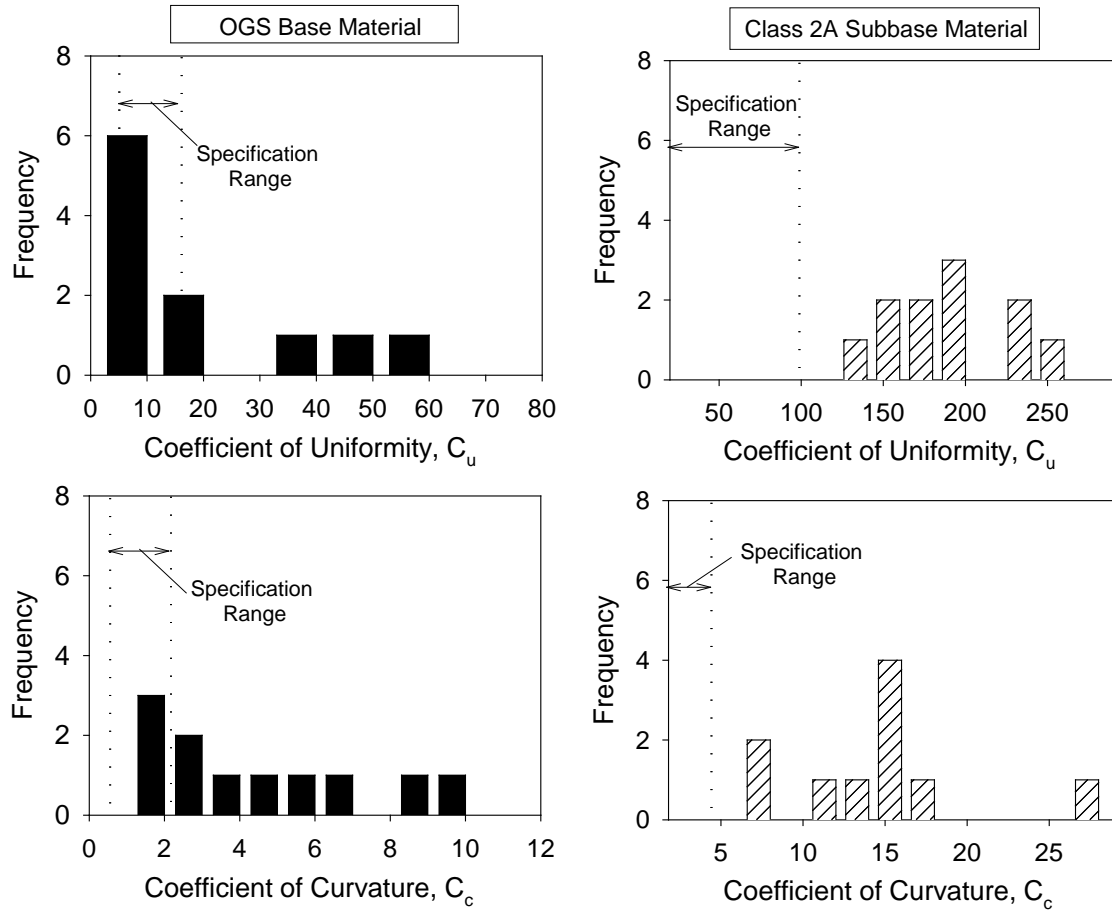 OGS Base Material
Class 2A Subbase Material
8
6
4
2
0
Frequency
Specification
Range
0 10 20 30 40 50 60 70 80
Coefficient of Uniformity, Cu
8
6
4
2
0
Frequency
Specification
Range
50 100 150 200 250
Coefficient of Uniformity, Cu
8
6
4
2
0
Frequency
Specification
Range
0 2 4 6 8 10 12
Coefficient of Curvature, Cc
8
6
4
2
0
Frequency
Specification
Range
5 10 15 20 25
Coefficient of Curvature, Cc